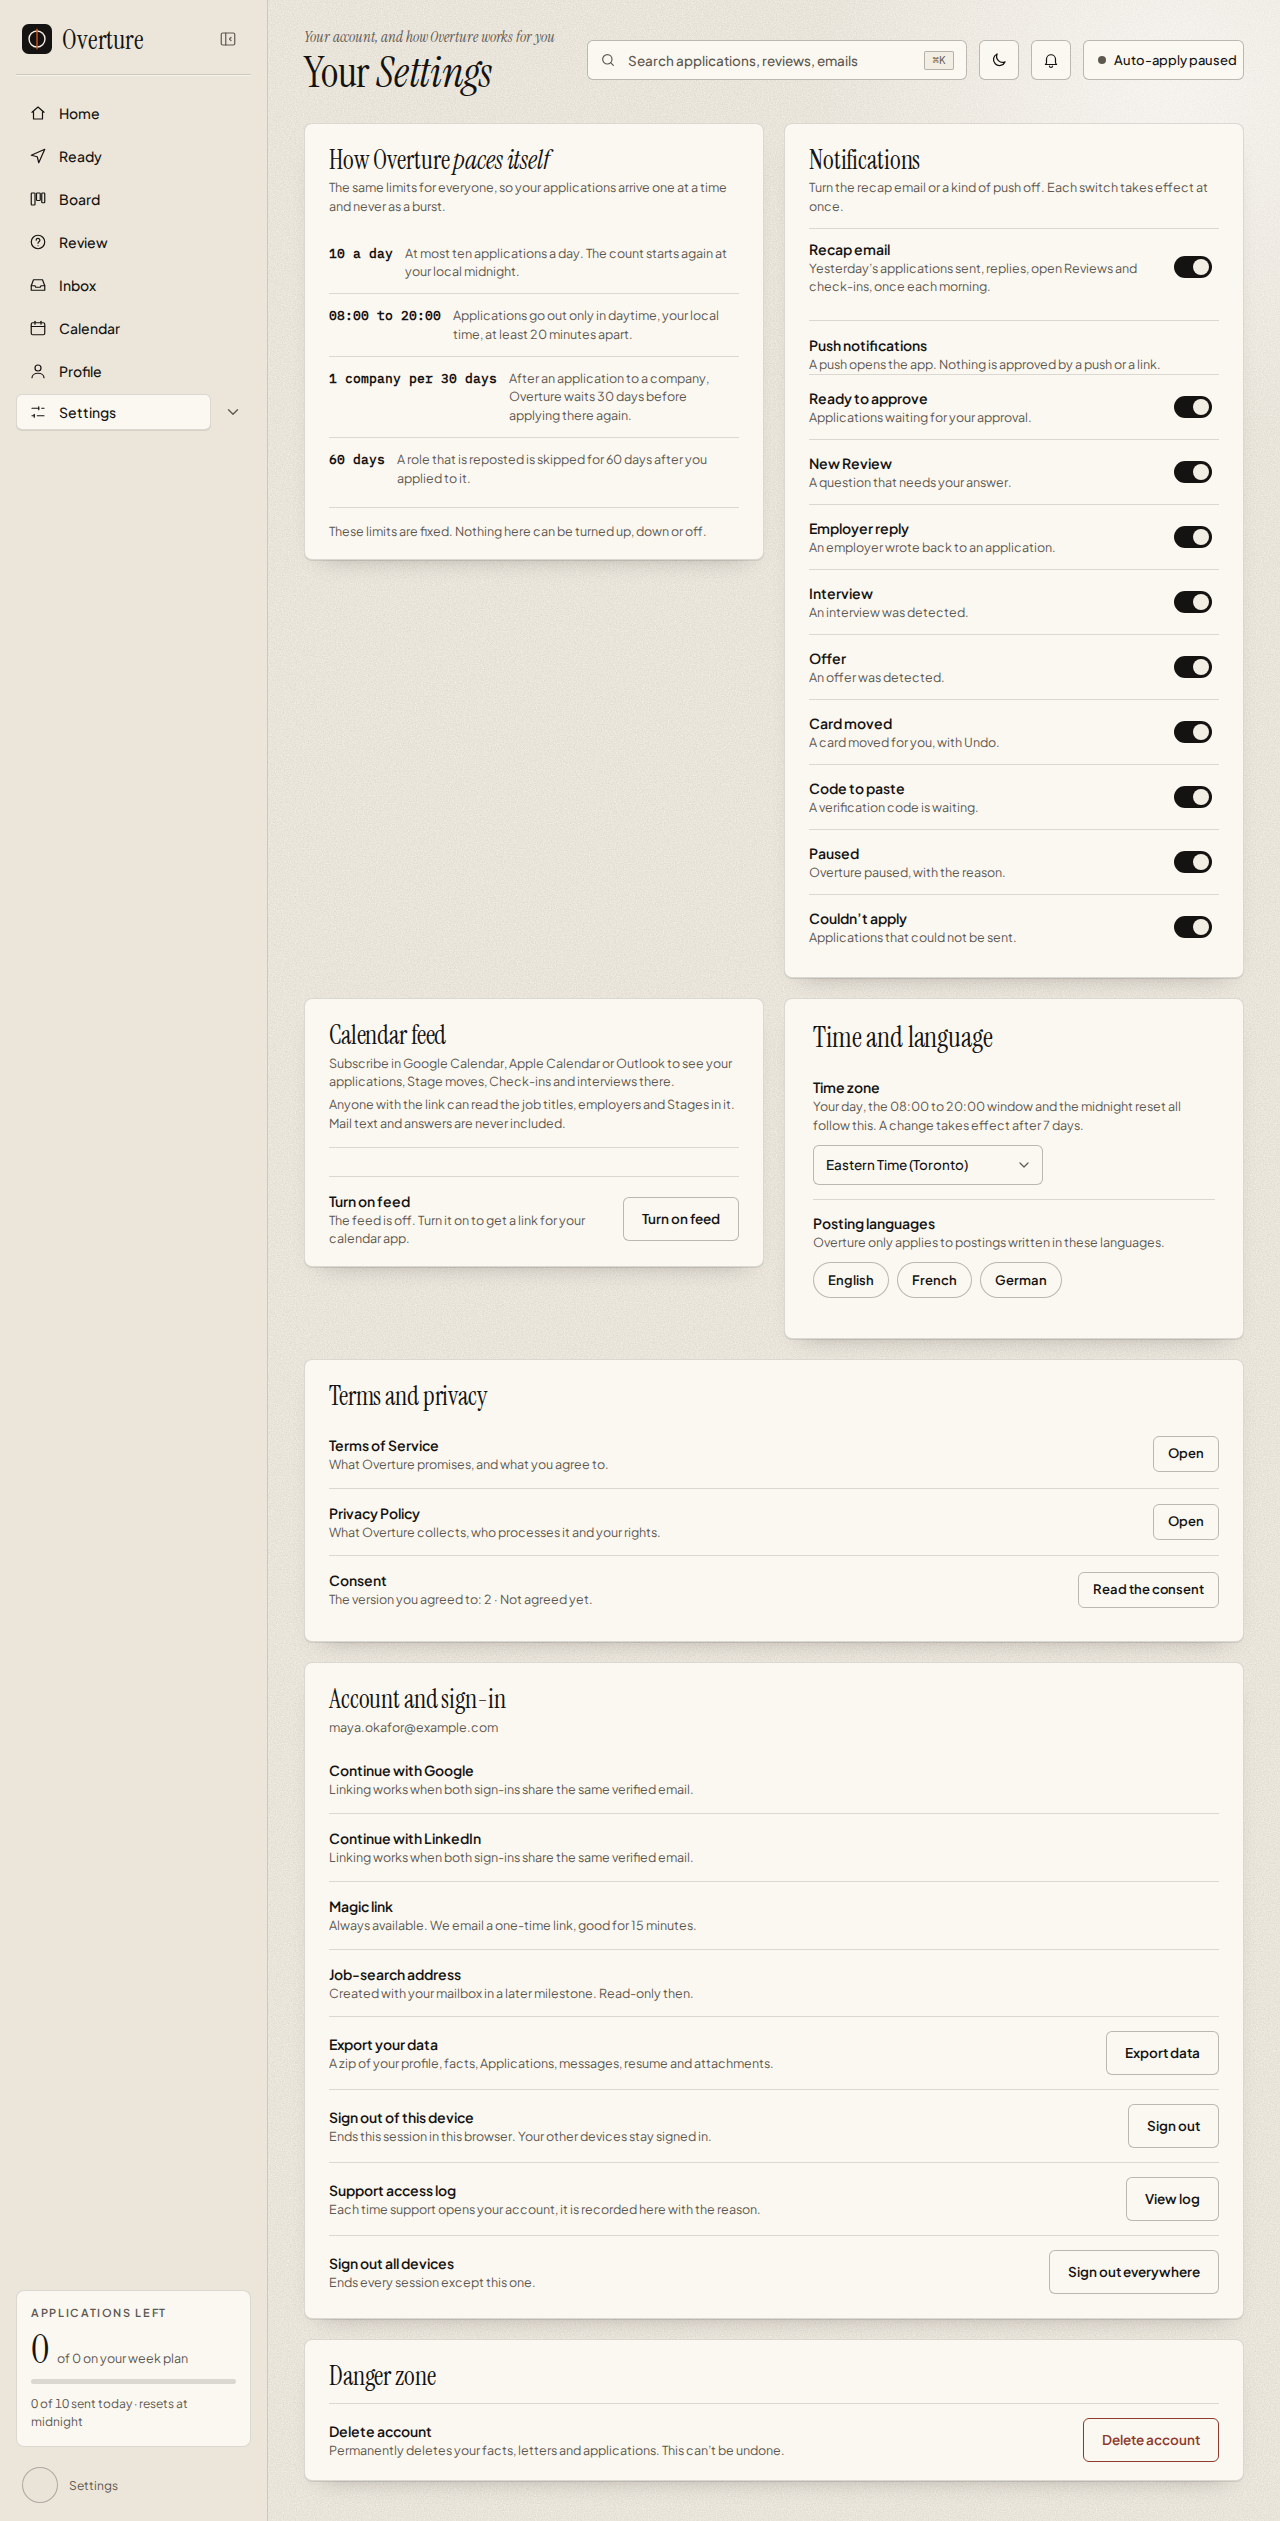 Overture
Home
Ready
Board
Review
Inbox
Calendar
Profile
Settings
APPLICATIONS LEFT
0 of 0 on your week plan
0 of 10 sent today · resets at
midnight
Settings
Your account, and how Overture works for you
Your Settings
Search applications, reviews, emails
⌘K
Auto-apply paused
How Overture paces itself
The same limits for everyone, so your applications arrive one at a time
and never as a burst.
10 a day At most ten applications a day. The count starts again at
your local midnight.
08:00 to 20:00 Applications go out only in daytime, your local
time, at least 20 minutes apart.
1 company per 30 days After an application to a company,
Overture waits 30 days before
applying there again.
60 days A role that is reposted is skipped for 60 days after you
applied to it.
These limits are fixed. Nothing here can be turned up, down or off.
Notifications
Turn the recap email or a kind of push off. Each switch takes effect at
once.
Recap email
Yesterday's applications sent, replies, open Reviews and
check-ins, once each morning.
Push notifications
A push opens the app. Nothing is approved by a push or a link.
Ready to approve
Applications waiting for your approval.
New Review
A question that needs your answer.
Employer reply
An employer wrote back to an application.
Interview
An interview was detected.
Offer
An offer was detected.
Card moved
A card moved for you, with Undo.
Code to paste
A verification code is waiting.
Paused
Overture paused, with the reason.
Couldn't apply
Applications that could not be sent.
Calendar feed
Subscribe in Google Calendar, Apple Calendar or Outlook to see your
applications, Stage moves, Check-ins and interviews there.
Anyone with the link can read the job titles, employers and Stages in it.
Mail text and answers are never included.
Turn on feed
The feed is off. Turn it on to get a link for your
calendar app.
Turn on feed
Time and language
Time zone
Your day, the 08:00 to 20:00 window and the midnight reset all
follow this. A change takes effect after 7 days.
Eastern Time (Toronto)
Posting languages
Overture only applies to postings written in these languages.
English
French
German
Terms and privacy
Terms of Service
What Overture promises, and what you agree to.
Open
Privacy Policy
What Overture collects, who processes it and your rights.
Open
Consent
The version you agreed to: 2 · Not agreed yet.
Read the consent
Account and sign-in
maya.okafor@example.com
Continue with Google
Linking works when both sign-ins share the same verified email.
Continue with LinkedIn
Linking works when both sign-ins share the same verified email.
Magic link
Always available. We email a one-time link, good for 15 minutes.
Job-search address
Created with your mailbox in a later milestone. Read-only then.
Export your data
A zip of your profile, facts, Applications, messages, resume and attachments.
Export data
Sign out of this device
Ends this session in this browser. Your other devices stay signed in.
Sign out
Support access log
Each time support opens your account, it is recorded here with the reason.
View log
Sign out all devices
Ends every session except this one.
Sign out everywhere
Danger zone
Delete account
Permanently deletes your facts, letters and applications. This can't be undone.
Delete account